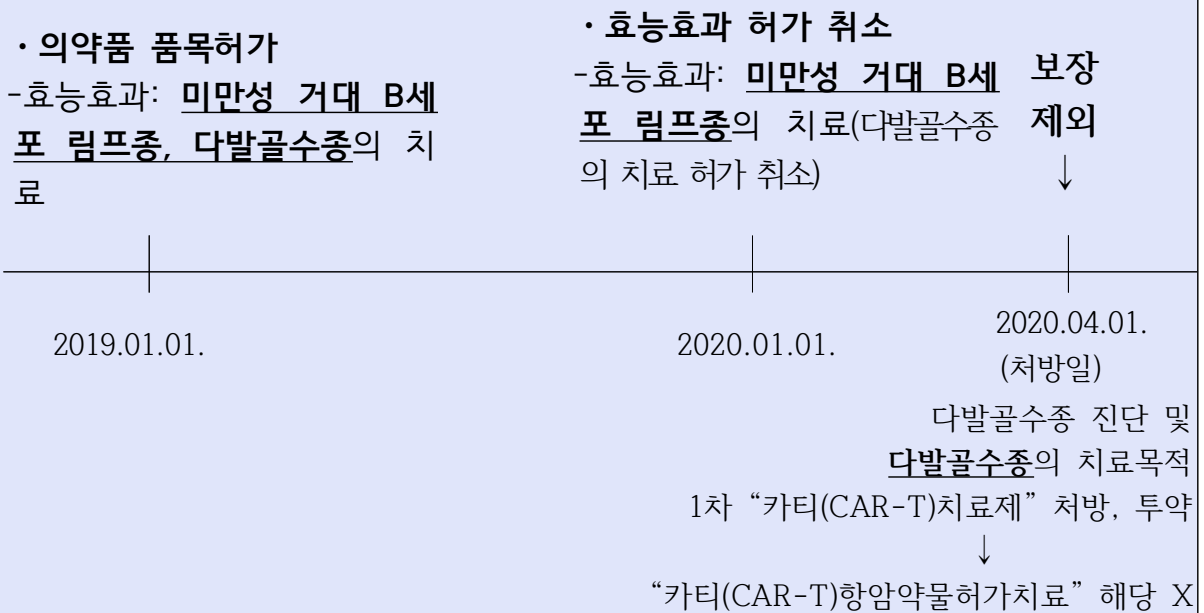 ・의약품 품목허가
-효능효과: 미만성 거대 B세
포 림프종, 다발골수종의 치
료
・효능효과 허가 취소
-효능효과: 미만성 거대 B세
포 림프종의 치료(다발골수종
의 치료 허가 취소)
보장
제외
↓
2019.01.01.
2020.01.01.
2020.04.01.
(처방일)
다발골수종 진단 및
다발골수종의 치료목적
1차 “카티(CAR-T)치료제” 처방, 투약
↓
“카티(CAR-T)항암약물허가치료” 해당 X